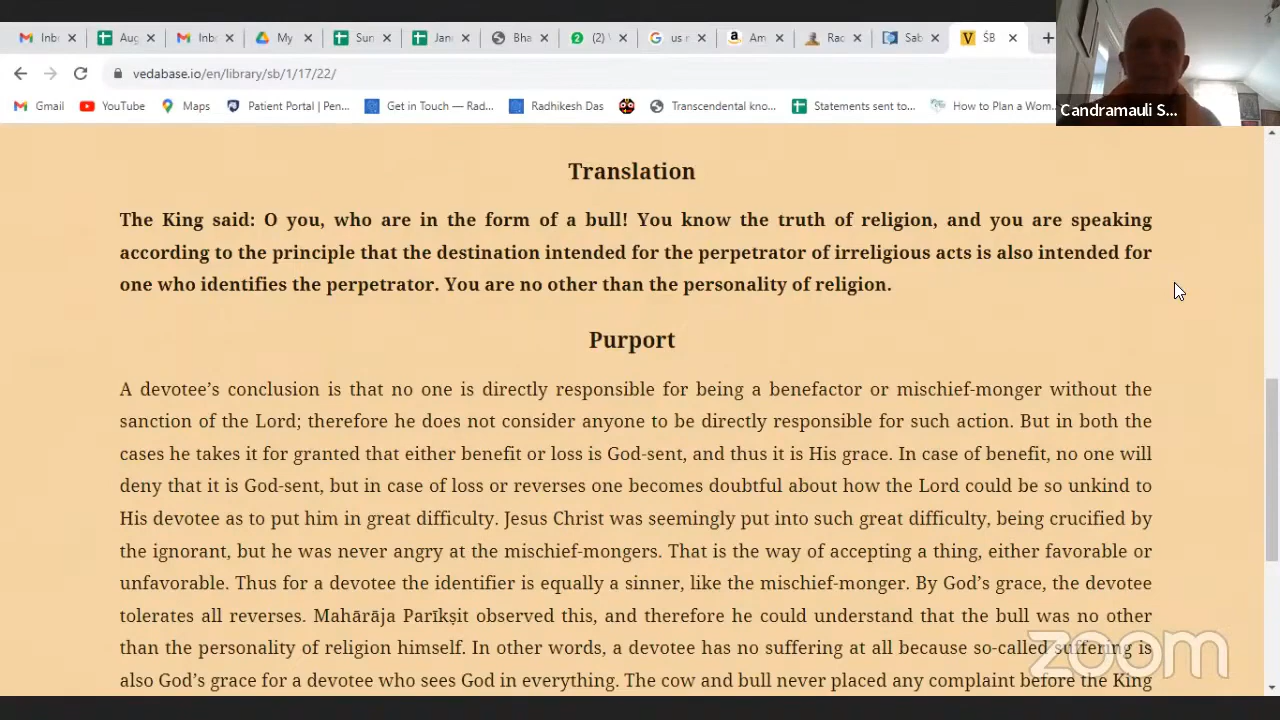 Inb
Aug
Inb
My
Sun
Jan
Bha
(2)
us r
Am
Rac
Sab
ŚB
vedabase.io/en/library/sb/1/17/22/
Gmail YouTube Maps Patient Portal | Pen... Get in Touch — Rad... Radhikesh Das Transcendental kno... Statements sent to... How to Plan a Wom...
Candramauli S...
Translation
The King said: O you, who are in the form of a bull! You know the truth of religion, and you are speaking
according to the principle that the destination intended for the perpetrator of irreligious acts is also intended for
one who identifies the perpetrator. You are no other than the personality of religion.
Purport
A devotee’s conclusion is that no one is directly responsible for being a benefactor or mischief-monger without the
sanction of the Lord; therefore he does not consider anyone to be directly responsible for such action. But in both the
cases he takes it for granted that either benefit or loss is God-sent, and thus it is His grace. In case of benefit, no one will
deny that it is God-sent, but in case of loss or reverses one becomes doubtful about how the Lord could be so unkind to
His devotee as to put him in great difficulty. Jesus Christ was seemingly put into such great difficulty, being crucified by
the ignorant, but he was never angry at the mischief-mongers. That is the way of accepting a thing, either favorable or
unfavorable. Thus for a devotee the identifier is equally a sinner, like the mischief-monger. By God’s grace, the devotee
tolerates all reverses. Mahārāja Parīkṣit observed this, and therefore he could understand that the bull was no other
than the personality of religion himself. In other words, a devotee has no suffering at all because so-called suffering is
also God’s grace for a devotee who sees God in everything. The cow and bull never placed any complaint before the King
zoom